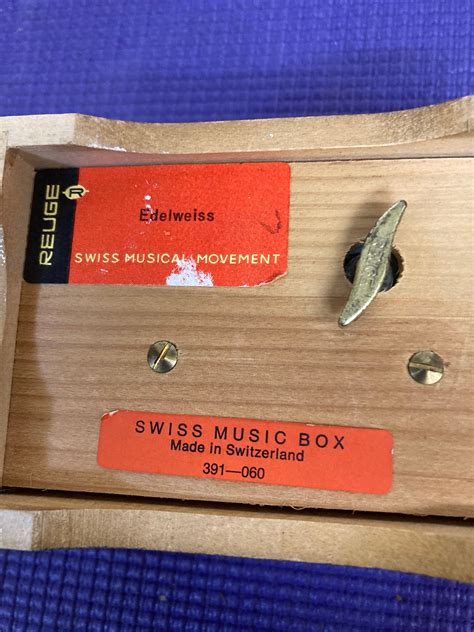 REUGE
R
Edelweiss
SWISS MUSICAL MOVEMENT
SWISS MUSIC BOX
Made in Switzerland
391—060